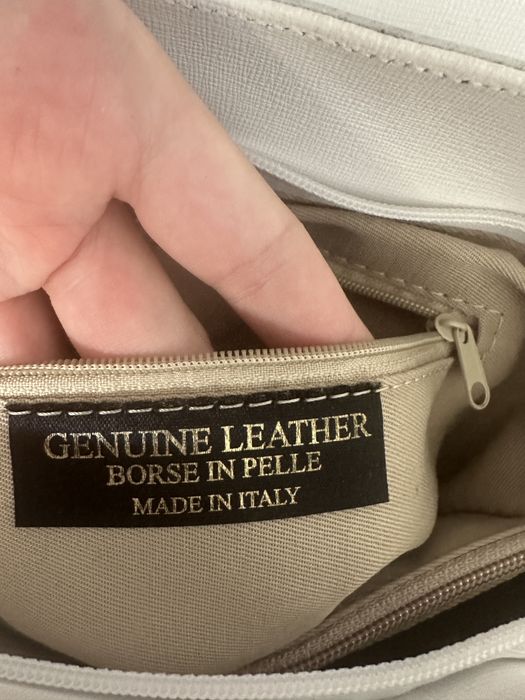 GENUINE LEATHER
BORSE IN PELLE
MADE IN ITALY